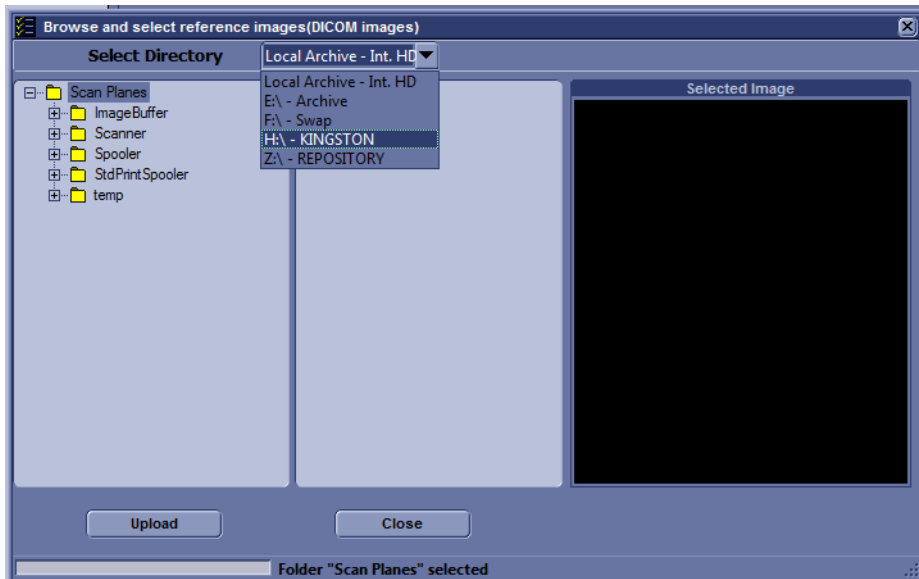 Browse and select reference images(DICOM images)
Select Directory
Local Archive - Int. HD
Local Archive - Int. HD
E:\ - Archive
F:\ - Swap
H:\ - KINGSTON
Z:\ - REPOSITORY
Scan Planes
ImageBuffer
Scanner
Spooler
StdPrintSpooler
temp
Selected Image
Upload
Close
Folder "Scan Planes" selected